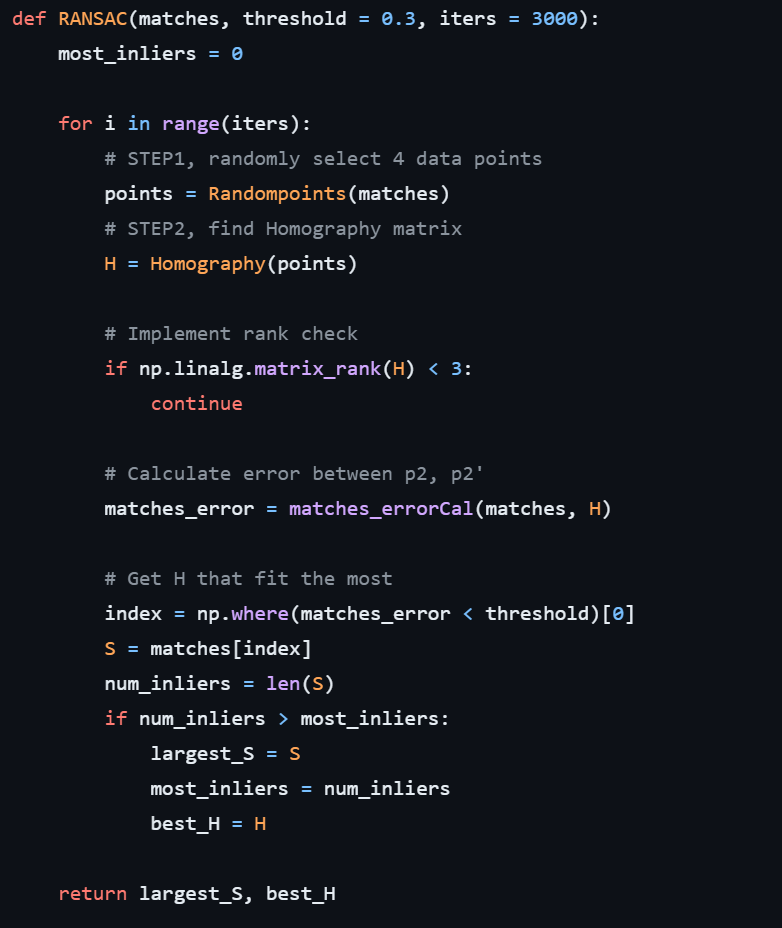 def RANSAC(matches, threshold = 0.3, iters = 3000):
    most_inliers = 0

    for i in range(iters):
        # STEP1, randomly select 4 data points
        points = Randompoints(matches)
        # STEP2, find Homography matrix
        H = Homography(points)

        # Implement rank check
        if np.linalg.matrix_rank(H) < 3:
            continue

        # Calculate error between p2, p2'
        matches_error = matches_errorCal(matches, H)

        # Get H that fit the most
        index = np.where(matches_error < threshold)[0]
        S = matches[index]
        num_inliers = len(S)
        if num_inliers > most_inliers:
            largest_S = S
            most_inliers = num_inliers
            best_H = H

    return largest_S, best_H